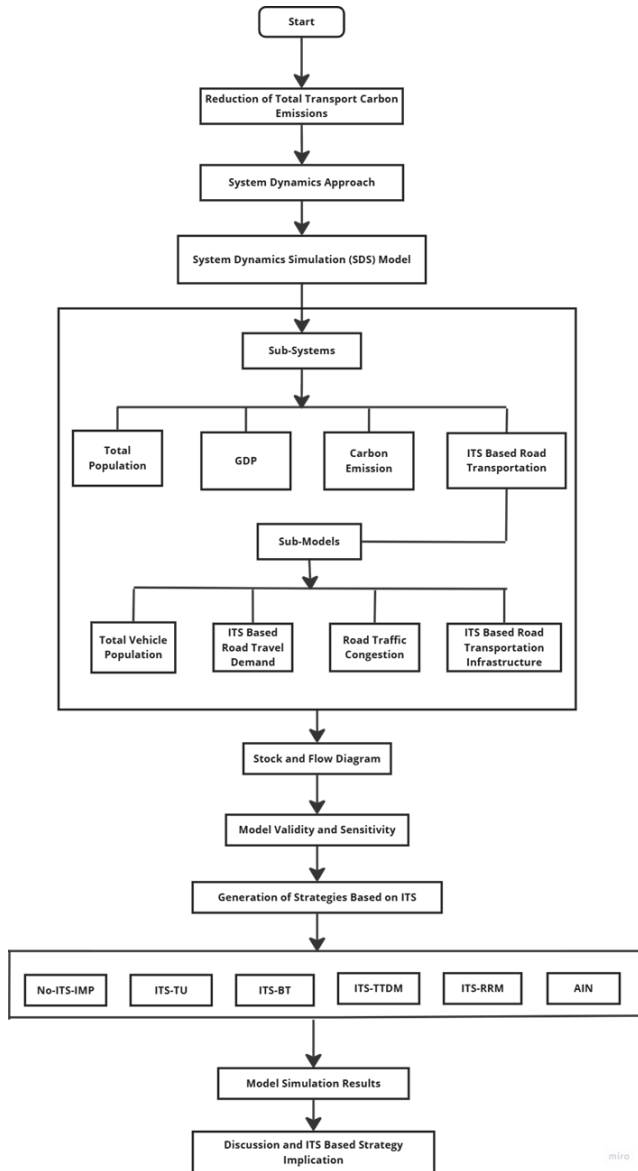 Start
Reduction of Total Transport Carbon
Emissions
System Dynamics Approach
System Dynamics Simulation (SDS) Model
Sub-Systems
Total
Population
GDP
Carbon
Emission
ITS Based Road
Transportation
Sub-Models
Total Vehicle
Population
ITS Based
Road Travel
Demand
Road Traffic
Congestion
ITS Based Road
Transportation
Infrastructure
Stock and Flow Diagram
Model Validity and Sensitivity
Generation of Strategies Based on ITS
No-ITS-IMP
ITS-TU
ITS-BT
ITS-TTDM
ITS-RRM
AIN
Model Simulation Results
Discussion and ITS Based Strategy
Implication
miro